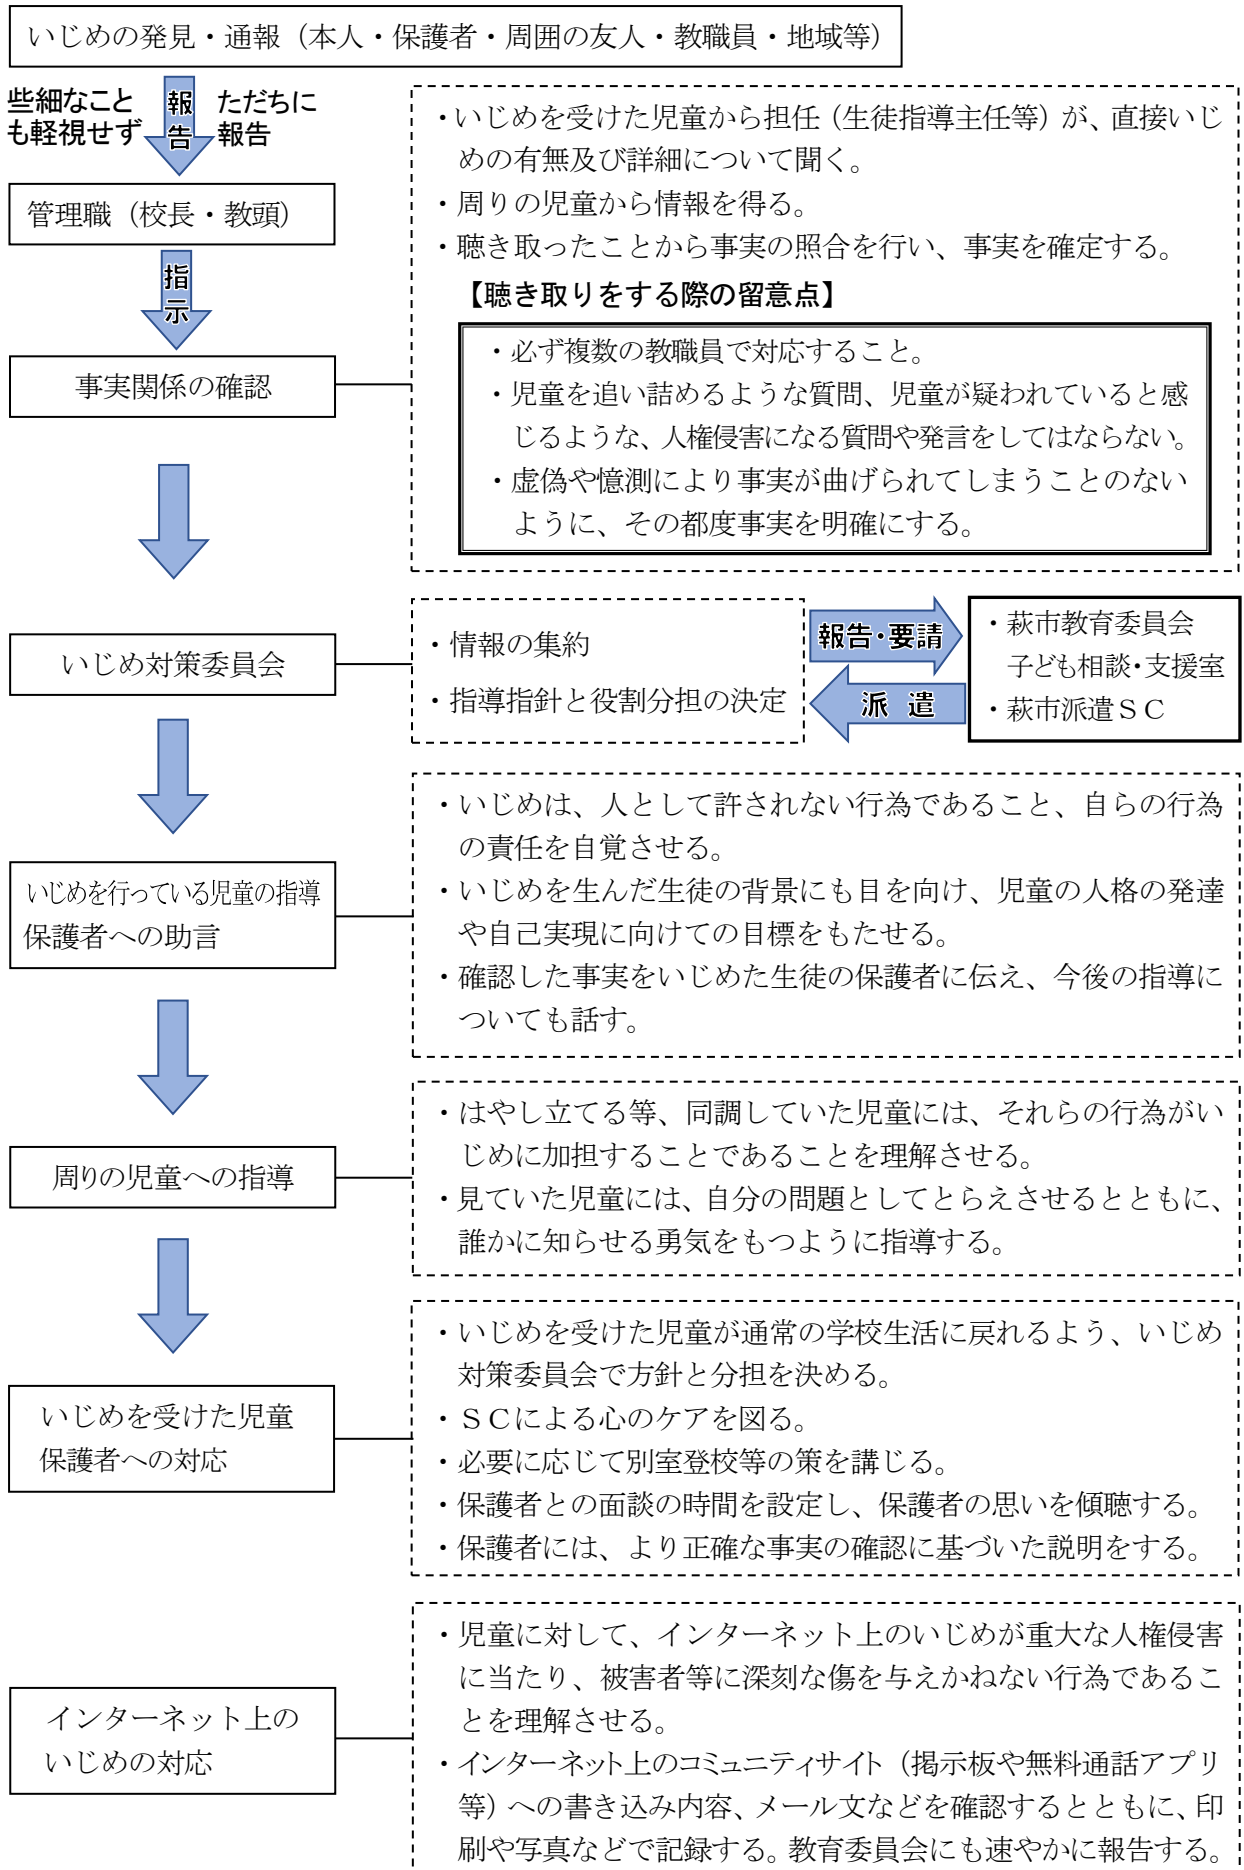 いじめの発見・通報（本人・保護者・周囲の友人・教職員・地域等）
些細なこと
も軽視せず
報
告
ただちに
報告
管理職（校長・教頭）
指
示
事実関係の確認
・いじめを受けた児童から担任（生徒指導主任等）が、直接いじ
めの有無及び詳細について聞く。
・周りの児童から情報を得る。
・聴き取ったことから事実の照合を行い、事実を確定する。
【聴き取りをする際の留意点】
・必ず複数の教職員で対応すること。
・児童を追い詰めるような質問、児童が疑われていると感
じるような、人権侵害になる質問や発言をしてはならない。
・虚偽や憶測により事実が曲げられてしまうことのない
ように、その都度事実を明確にする。
いじめ対策委員会
・情報の集約
・指導指針と役割分担の決定
報告・要請
派 遣
・萩市教育委員会
子ども相談・支援室
・萩市派遣ＳＣ
いじめを行っている児童の指導
保護者への助言
・いじめは、人として許されない行為であること、自らの行為
の責任を自覚させる。
・いじめを生んだ生徒の背景にも目を向け、児童の人格の発達
や自己実現に向けての目標をもたせる。
・確認した事実をいじめた生徒の保護者に伝え、今後の指導に
ついても話す。
周りの児童への指導
・はやし立てる等、同調していた児童には、それらの行為がい
じめに加担することであることを理解させる。
・見ていた児童には、自分の問題としてとらえさせるとともに、
誰かに知らせる勇気をもつように指導する。
いじめを受けた児童
保護者への対応
・いじめを受けた児童が通常の学校生活に戻れるよう、いじめ
対策委員会で方針と分担を決める。
・ＳＣによる心のケアを図る。
・必要に応じて別室登校等の策を講じる。
・保護者との面談の時間を設定し、保護者の思いを傾聴する。
・保護者には、より正確な事実の確認に基づいた説明をする。
インターネット上の
いじめの対応
・児童に対して、インターネット上のいじめが重大な人権侵害
に当たり、被害者等に深刻な傷を与えかねない行為であるこ
とを理解させる。
・インターネット上のコミュニティサイト（掲示板や無料通話アプリ
等）への書き込み内容、メール文などを確認するとともに、印
刷や写真などで記録する。教育委員会にも速やかに報告する。